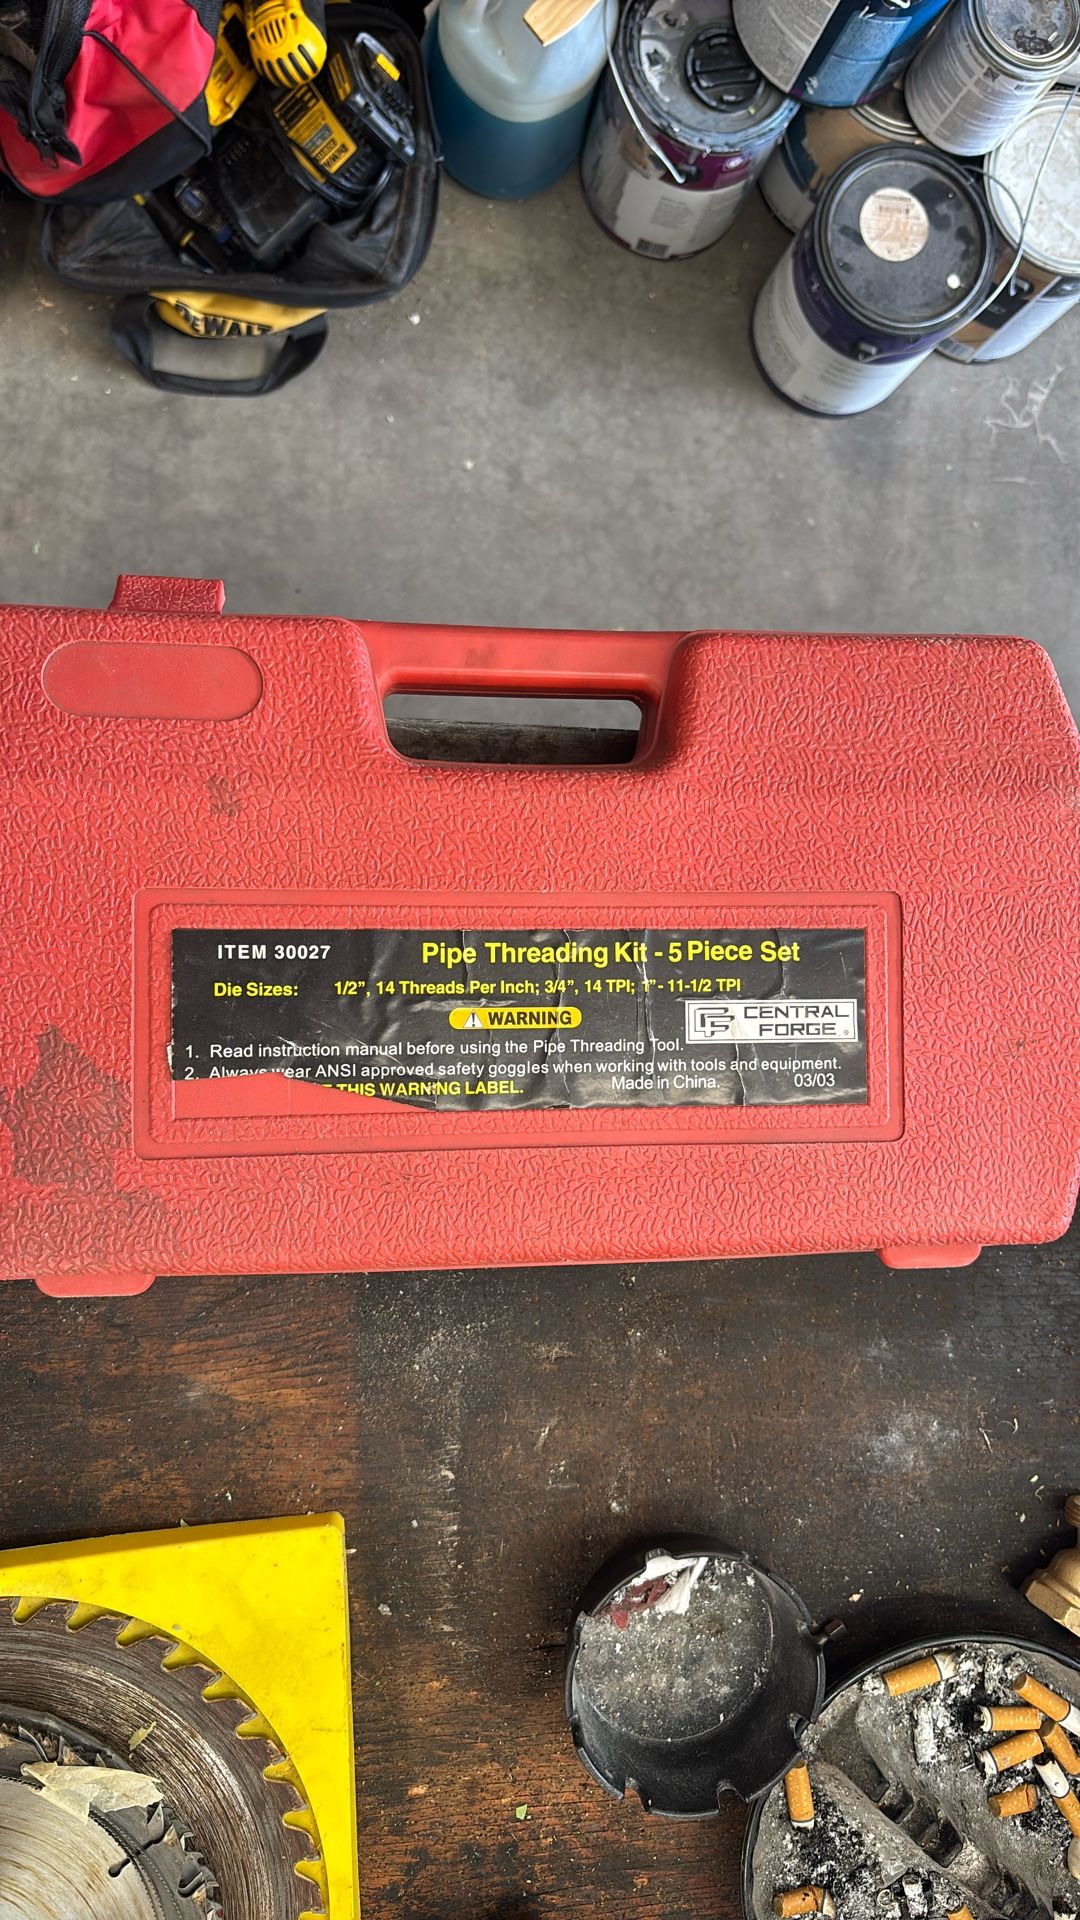 DEWALT
ITEM 30027
Pipe Threading Kit - 5 Piece Set
Die Sizes: 1/2", 14 Threads Per Inch; 3/4", 14 TPI; 1"- 11-1/2 TPI
WARNING
CENTRAL
FORGE
1. Read instruction manual before using the Pipe Threading Tool.
2. Always wear ANSI approved safety goggles when working with tools and equipment.
THIS WARNING LABEL.
Made in China. 03/03